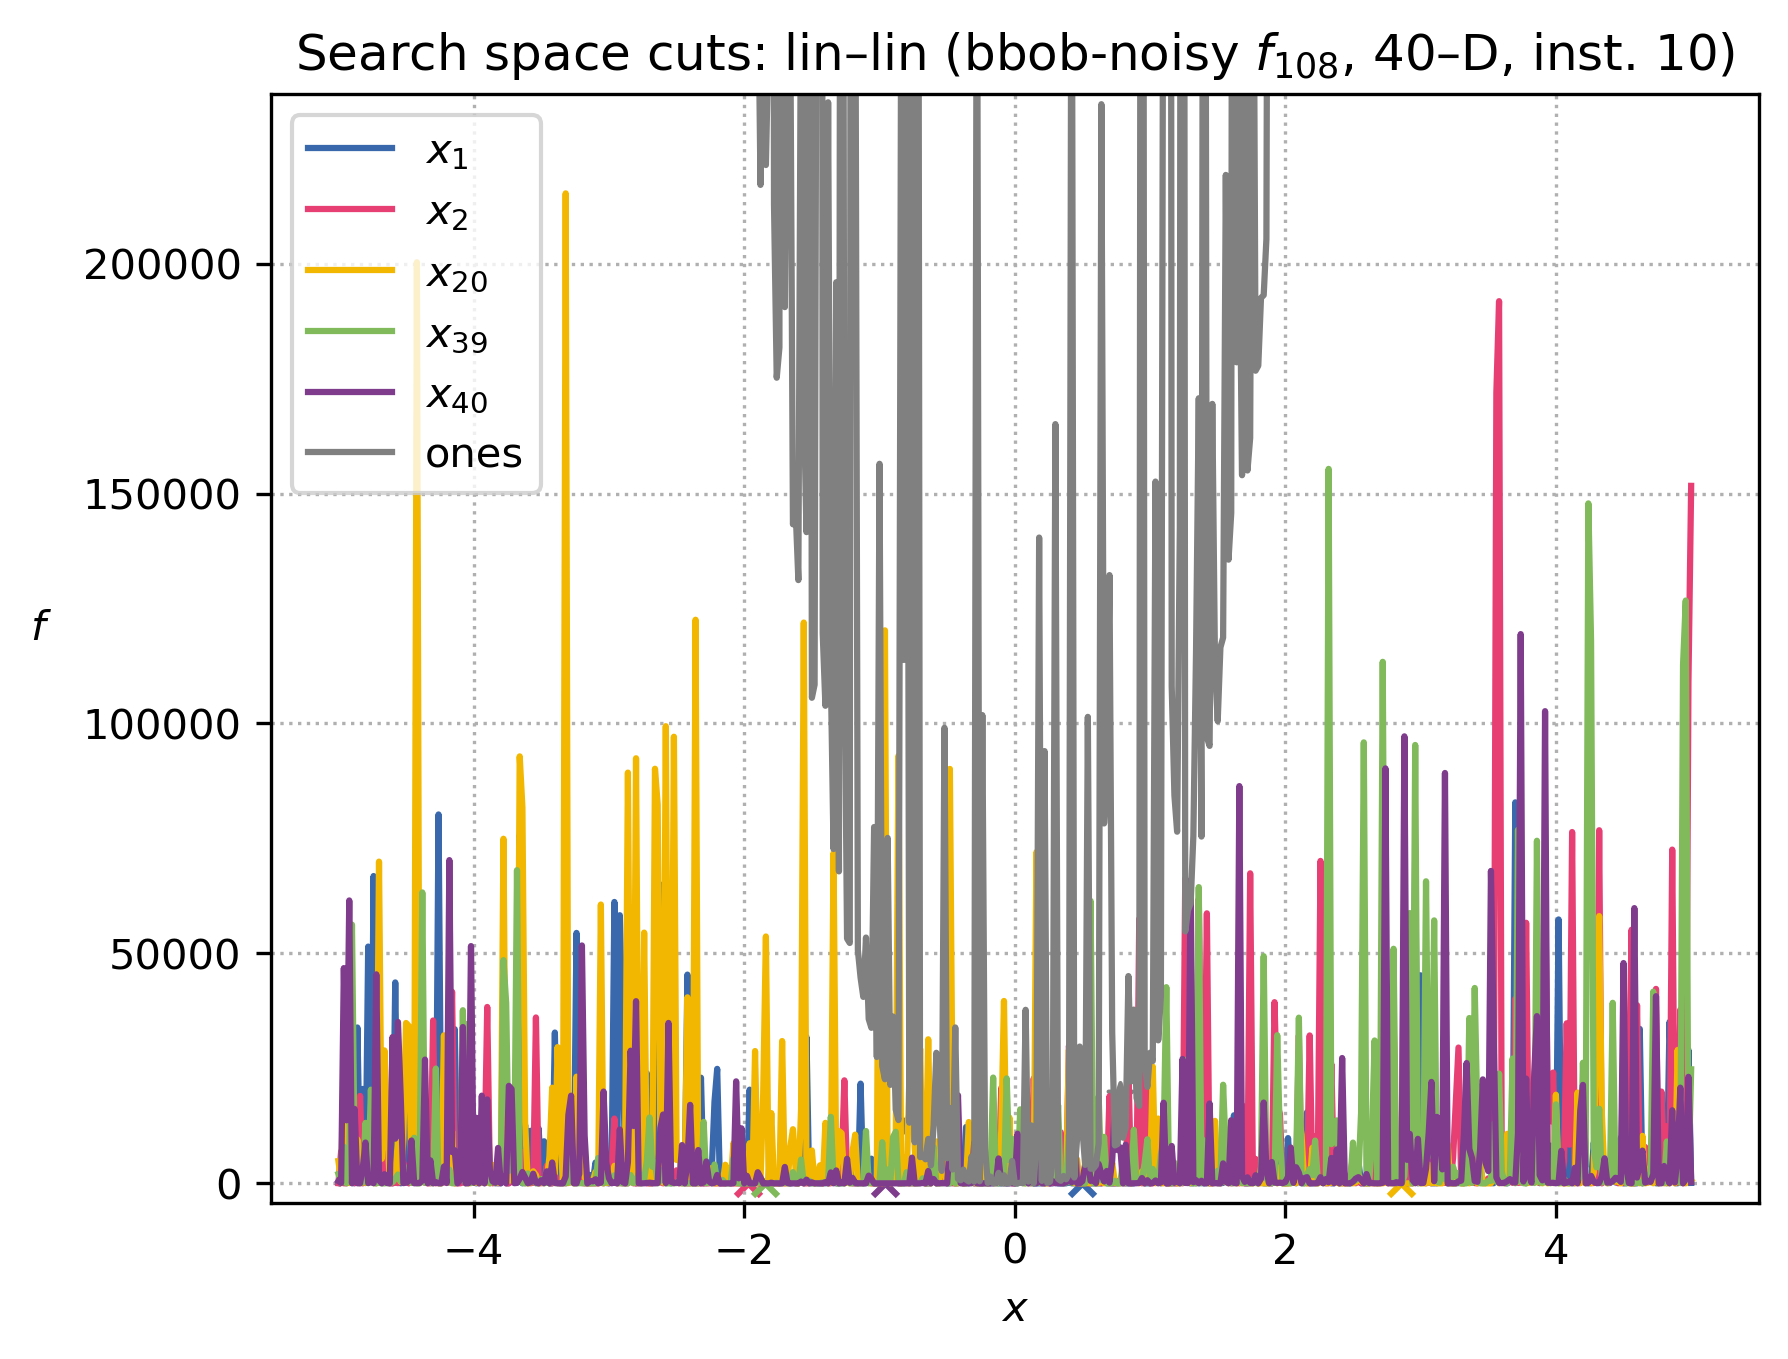 Search space cuts: lin–lin (bbob-noisy f₁₀₈, 40–D, inst. 10)
x₁
x₂
x₂₀
x₃₉
x₄₀
ones
200000
150000
100000
50000
0
f
−4
−2
0
2
4
x